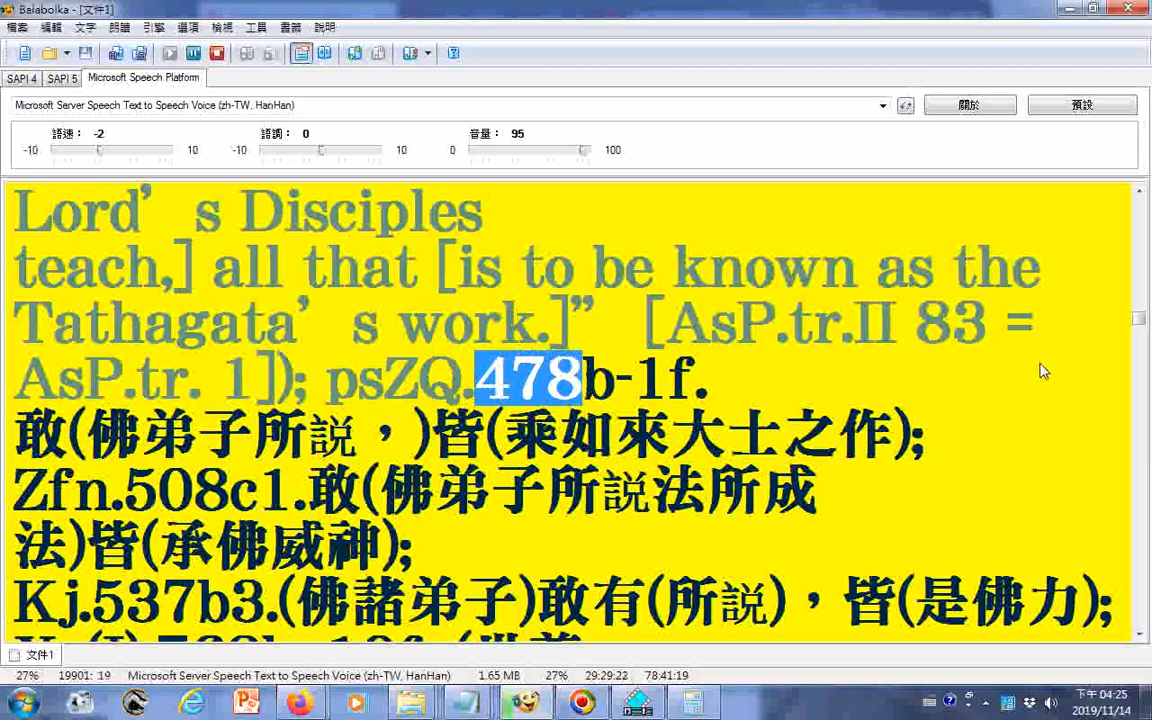 Balabolka - [文件1]
檔案 編輯 文字 朗讀 引擎 選項 檢視 工具 書籤 說明
SAPI 4 SAPI 5 Microsoft Speech Platform
Microsoft Server Speech Text to Speech Voice (zh-TW, HanHan) 關於 預設
語速： -2 語調： 0 音量： 95
-10 10 -10 10 0 100
Lord’s Disciples
teach,] all that [is to be known as the
Tathagata’s work.]” [AsP.tr.II 83 =
AsP.tr. 1]); psZQ.478b-1f.
敢(佛弟子所説，)皆(乘如來大士之作);
Zfn.508c1.敢(佛弟子所説法所成
法)皆(承佛威神);
Kj.537b3.(佛諸弟子)敢有(所説)，皆(是佛力);
文件1
27% 19901: 19 Microsoft Server Speech Text to Speech Voice (zh-TW, HanHan) 1.65 MB 27% 29:29:22 78:41:19
下午 04:25
2019/11/14